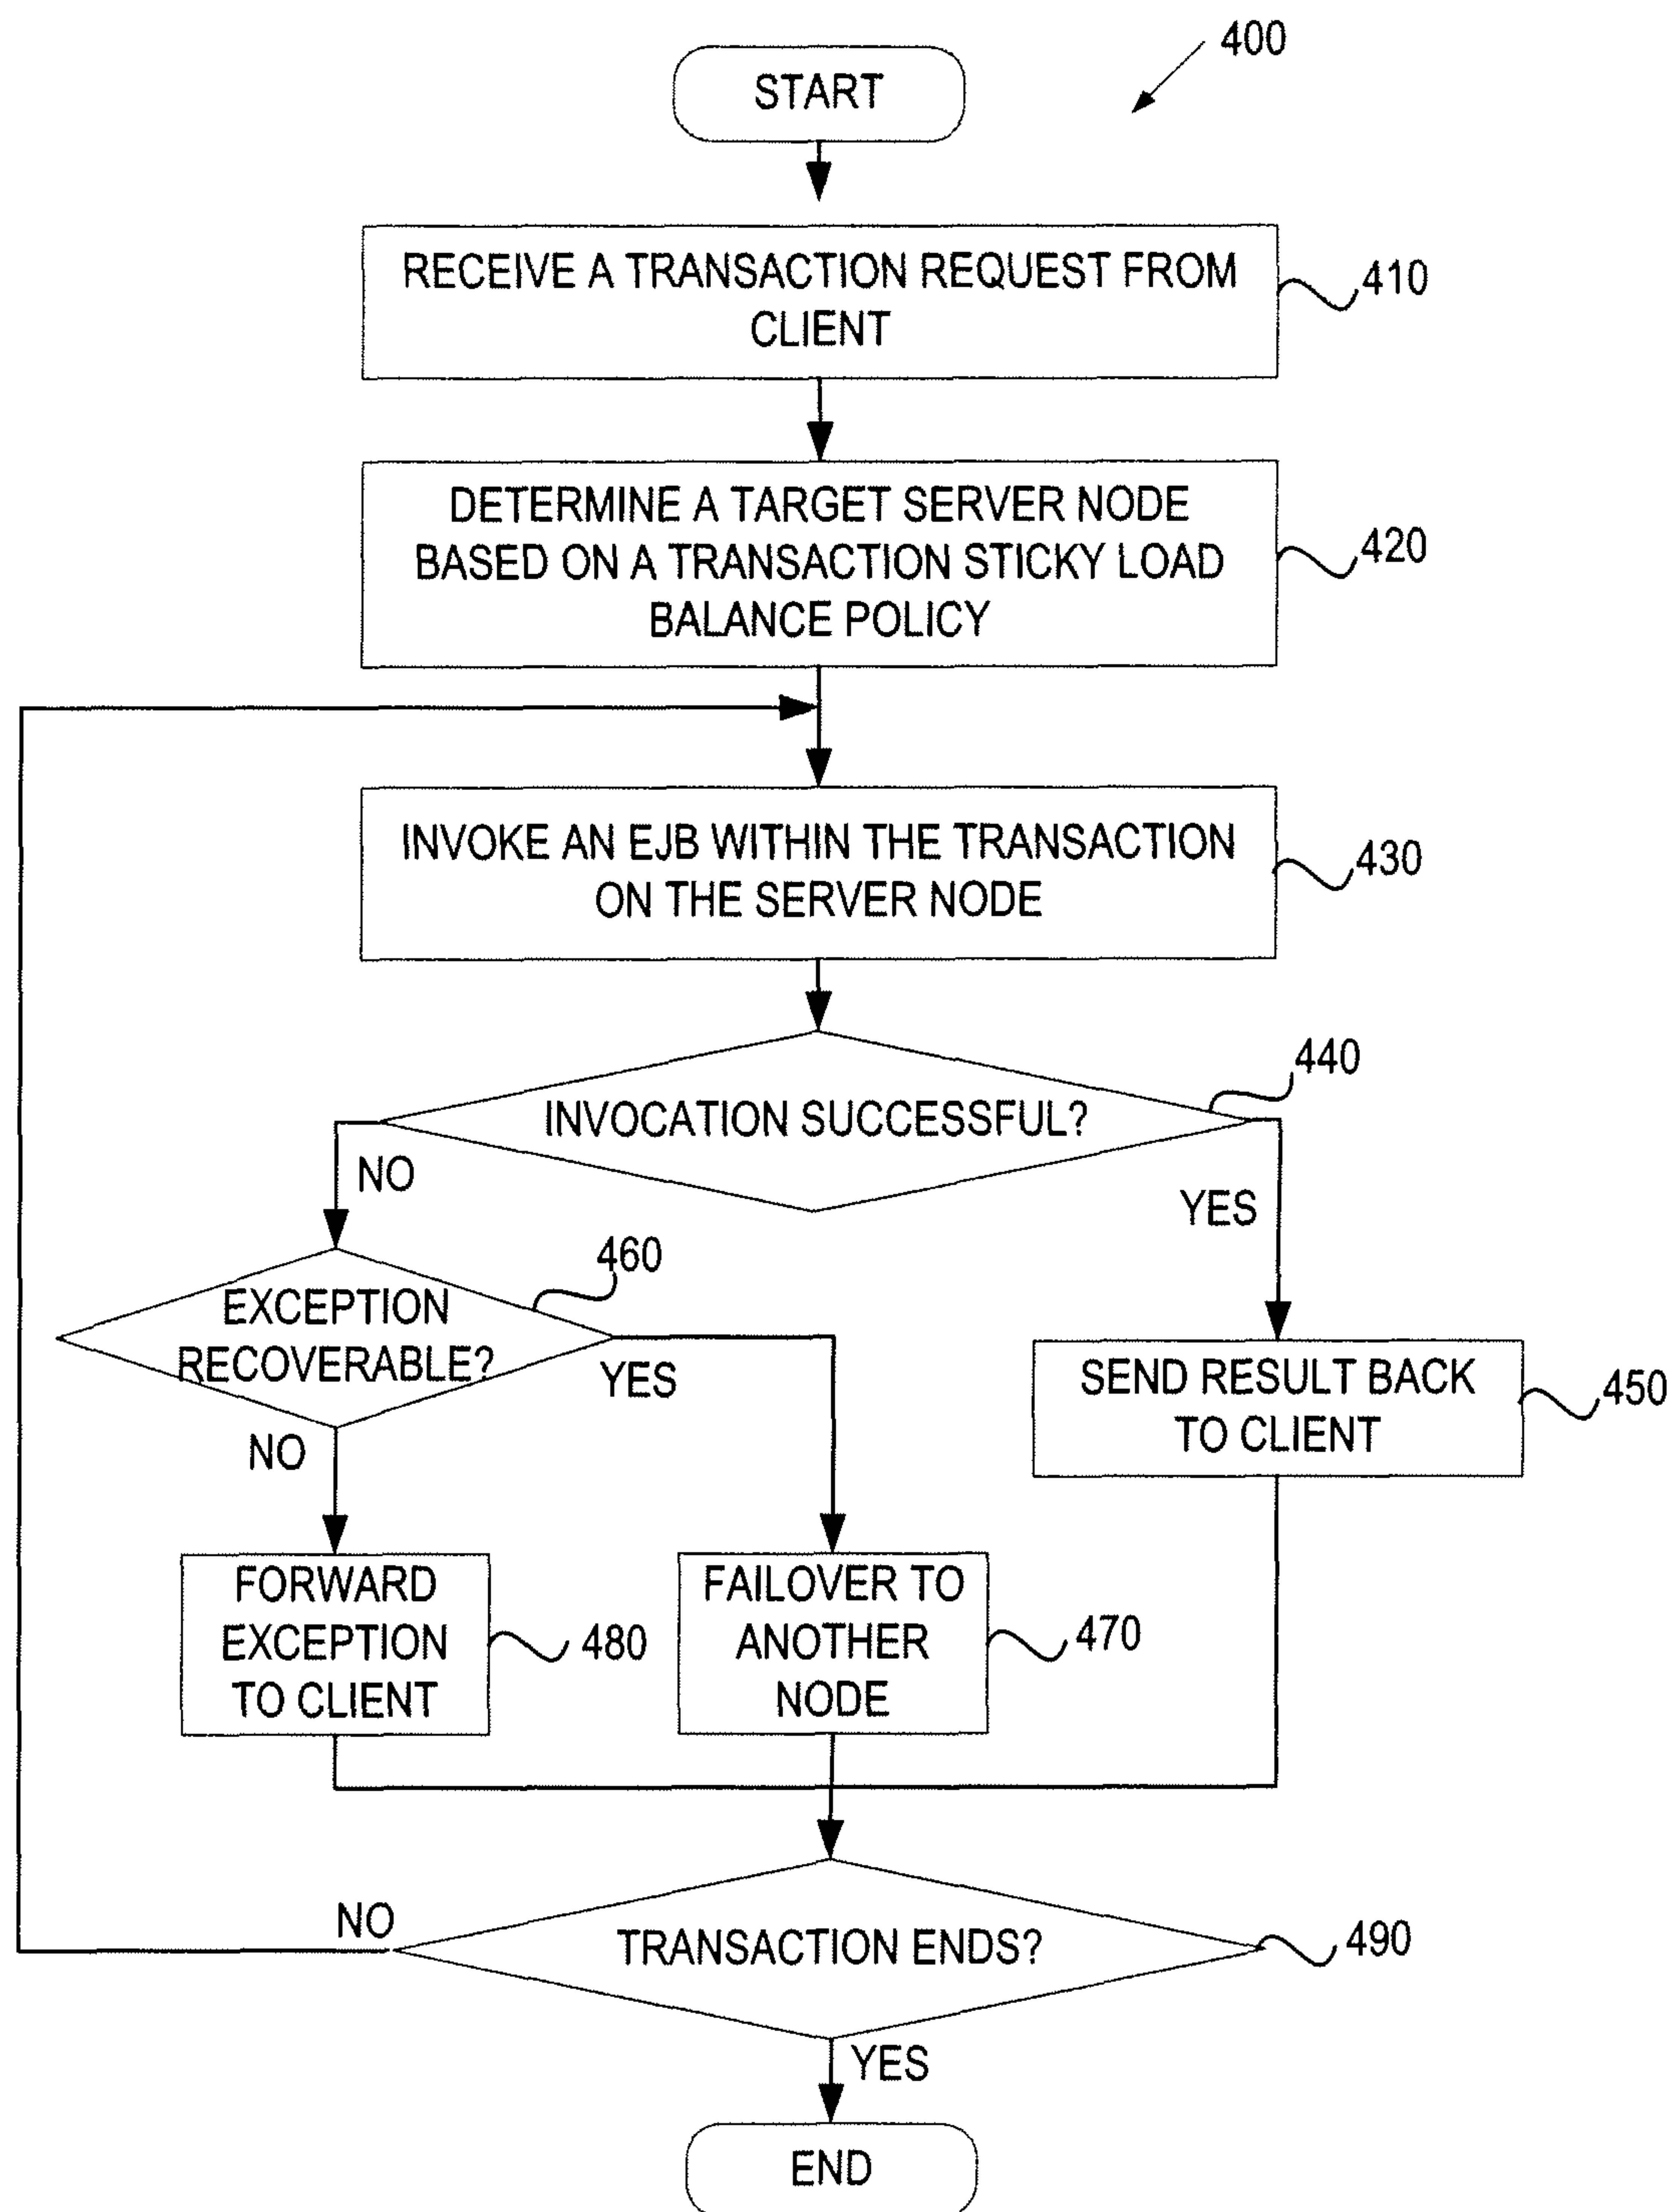 400
START
RECEIVE A TRANSACTION REQUEST FROM
CLIENT
410
DETERMINE A TARGET SERVER NODE
BASED ON A TRANSACTION STICKY LOAD
BALANCE POLICY
420
INVOKE AN EJB WITHIN THE TRANSACTION
ON THE SERVER NODE
430
INVOCATION SUCCESSFUL?
440
NO
YES
EXCEPTION
RECOVERABLE?
460
YES
NO
SEND RESULT BACK
TO CLIENT
450
FORWARD
EXCEPTION
TO CLIENT
480
FAILOVER TO
ANOTHER
NODE
470
TRANSACTION ENDS?
490
NO
YES
END